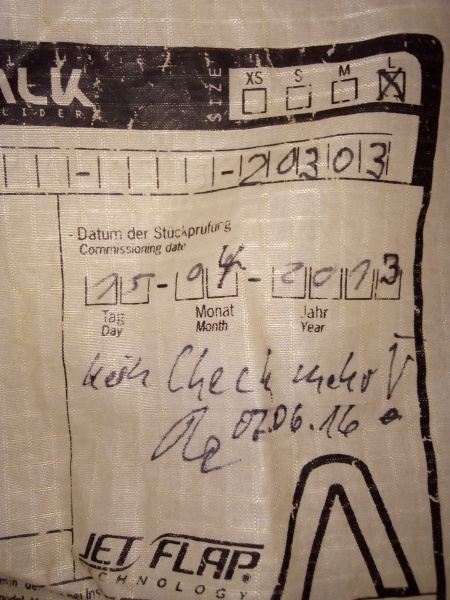 SIZE
XS S M L
LIDER
- - 20303
Datum der Stückprüfung
Commissioning date
15 - 04 - 2013
Tag Monat Jahr
Day Month Year
kein Check mehr
07.06.16
JET FLAP
TECHNOLOGY